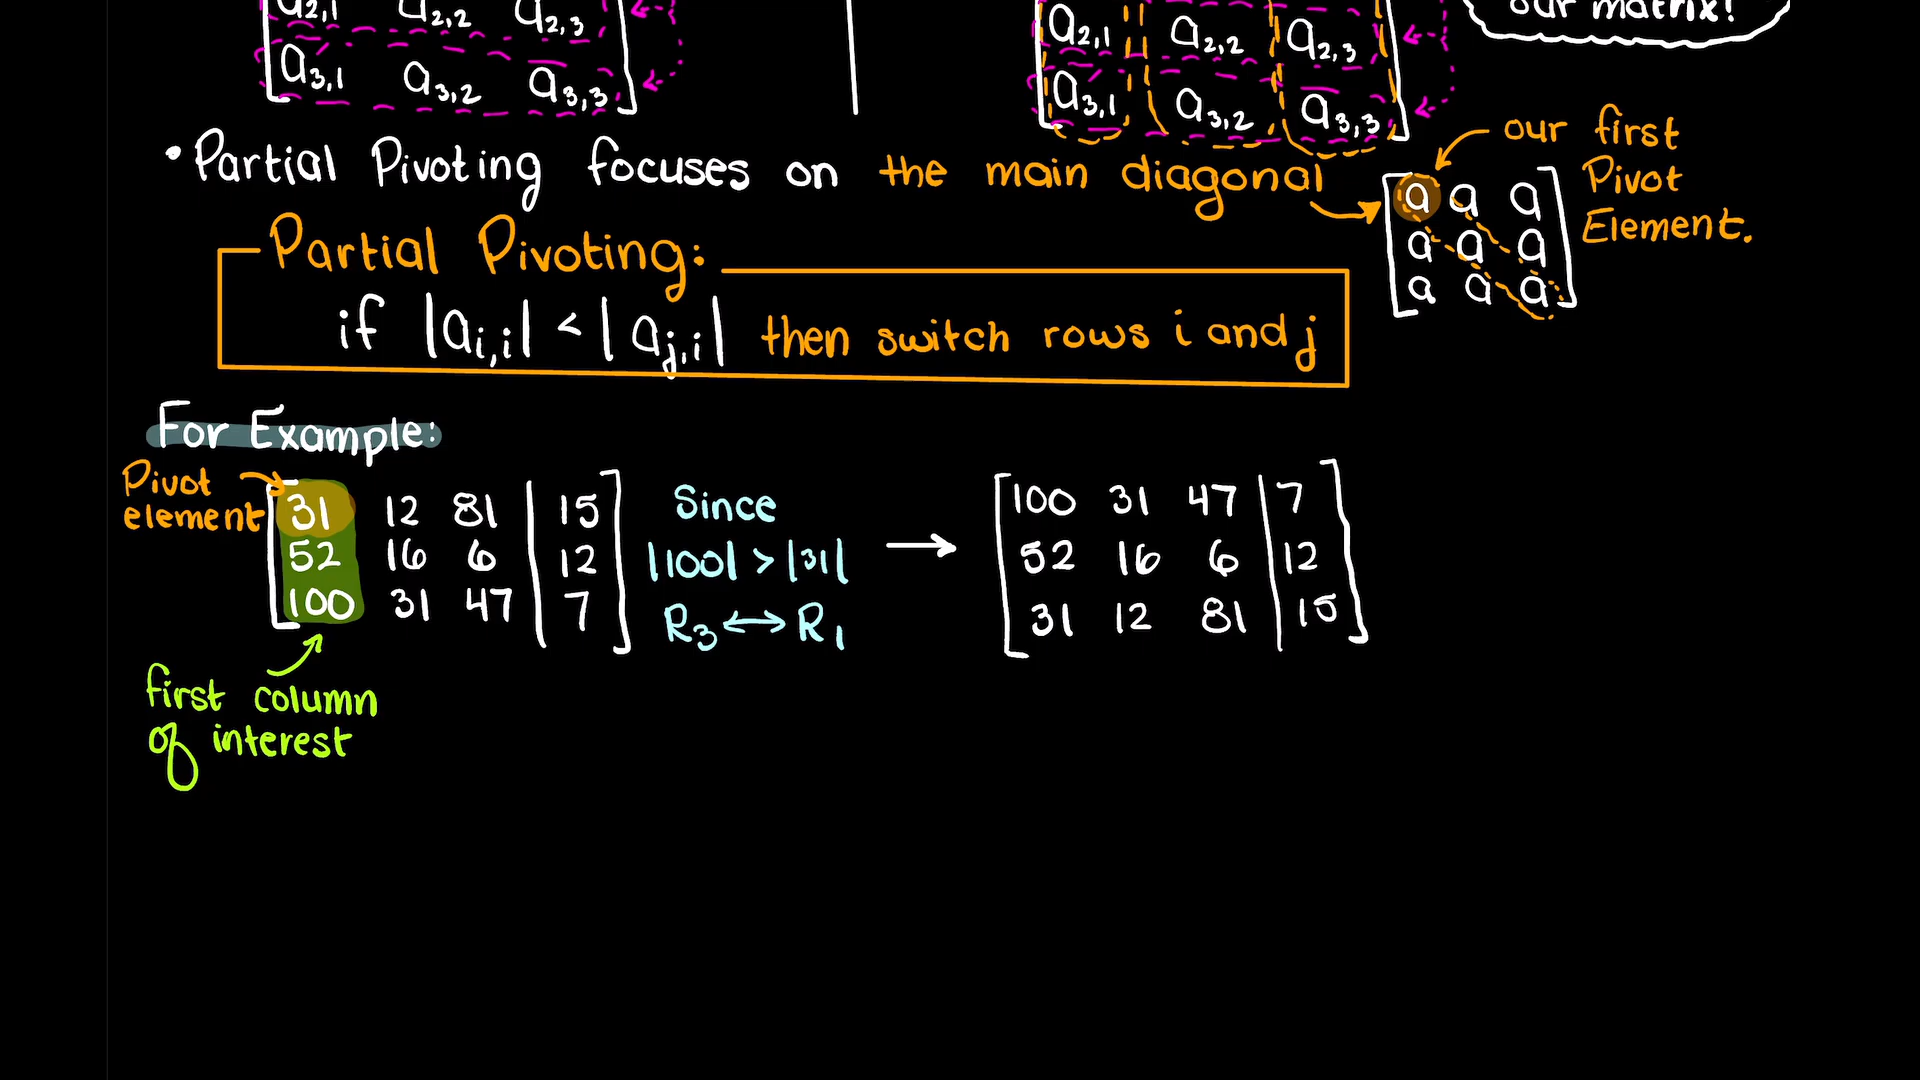 a2,1 a2,2 a2,3
a3,1 a3,2 a3,3
a2,1 a2,2 a2,3
a3,1 a3,2 a3,3
our matrix!
• Partial Pivoting focuses on the main diagonal
a a a
a a a
a a a
our first
Pivot
Element.
Partial Pivoting:
if |ai,i| < |aj,i| then switch rows i and j
For Example:
Pivot
element
31 12 81 | 15
52 16 6 | 12
100 31 47 | 7
first column
of interest
Since
|100| > |31|
R3 ↔ R1
→
100 31 47 | 7
52 16 6 | 12
31 12 81 | 15